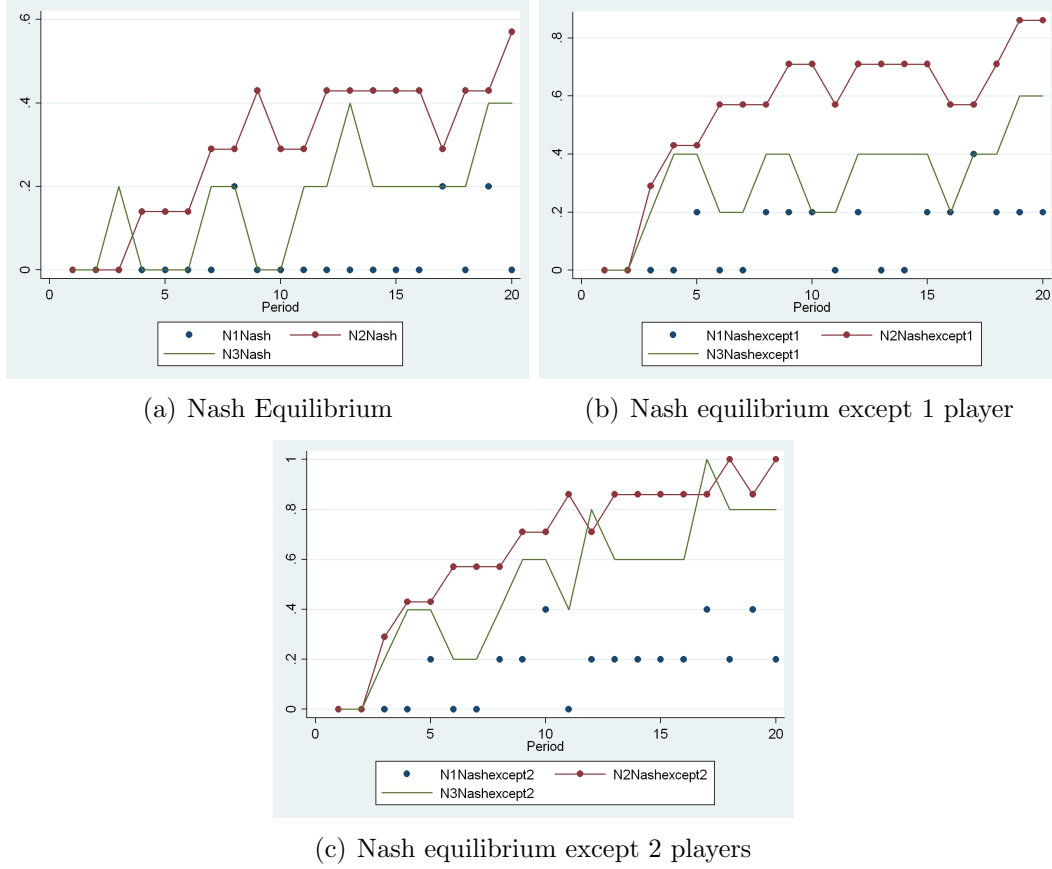 .6
.4
.2
0
0 5 10 15 20
Period
N1Nash N2Nash
N3Nash
(a) Nash Equilibrium
.8
.6
.4
.2
0
0 5 10 15 20
Period
N1Nashexcept1 N2Nashexcept1
N3Nashexcept1
(b) Nash equilibrium except 1 player
1
.8
.6
.4
.2
0
0 5 10 15 20
Period
N1Nashexcept2 N2Nashexcept2
N3Nashexcept2
(c) Nash equilibrium except 2 players